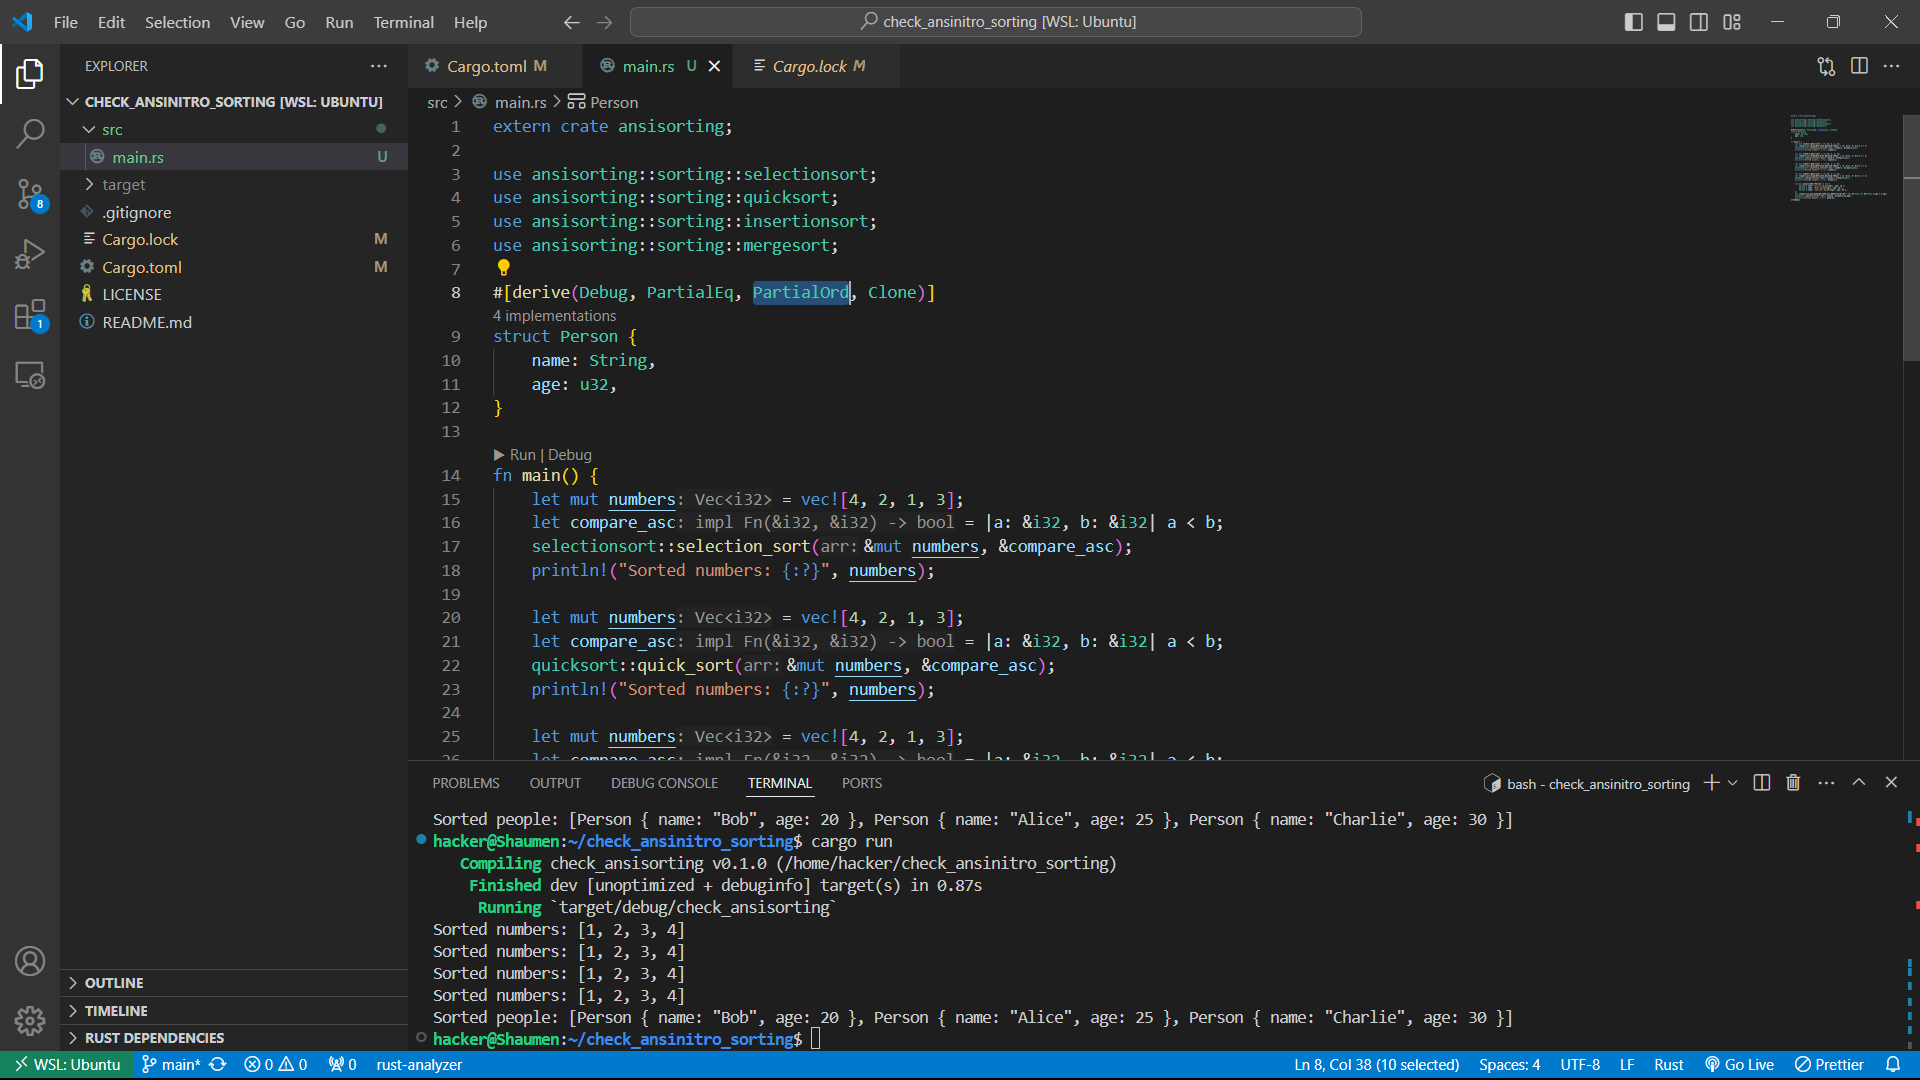 File Edit Selection View Go Run Terminal Help check_ansinitro_sorting [WSL: Ubuntu]
EXPLORER
CHECK_ANSINITRO_SORTING [WSL: UBUNTU]
src
main.rs U
target
.gitignore
Cargo.lock M
Cargo.toml M
LICENSE
README.md
8
1
OUTLINE
TIMELINE
RUST DEPENDENCIES
Cargo.toml M main.rs U Cargo.lock M
src > main.rs > Person
1 extern crate ansisorting;
2
3 use ansisorting::sorting::selectionsort;
4 use ansisorting::sorting::quicksort;
5 use ansisorting::sorting::insertionsort;
6 use ansisorting::sorting::mergesort;
7
8 #[derive(Debug, PartialEq, PartialOrd, Clone)]
4 implementations
9 struct Person {
10 name: String,
11 age: u32,
12 }
13
Run | Debug
14 fn main() {
15 let mut numbers: Vec<i32> = vec![4, 2, 1, 3];
16 let compare_asc: impl Fn(&i32, &i32) -> bool = |a: &i32, b: &i32| a < b;
17 selectionsort::selection_sort(arr: &mut numbers, &compare_asc);
18 println!("Sorted numbers: {:?}", numbers);
19
20 let mut numbers: Vec<i32> = vec![4, 2, 1, 3];
21 let compare_asc: impl Fn(&i32, &i32) -> bool = |a: &i32, b: &i32| a < b;
22 quicksort::quick_sort(arr: &mut numbers, &compare_asc);
23 println!("Sorted numbers: {:?}", numbers);
24
25 let mut numbers: Vec<i32> = vec![4, 2, 1, 3];
26 let compare_asc: impl Fn(&i32, &i32) -> bool = |a: &i32, b: &i32| a < b;
PROBLEMS OUTPUT DEBUG CONSOLE TERMINAL PORTS bash - check_ansinitro_sorting
Sorted people: [Person { name: "Bob", age: 20 }, Person { name: "Alice", age: 25 }, Person { name: "Charlie", age: 30 }]
hacker@Shaumen:~/check_ansinitro_sorting$ cargo run
Compiling check_ansisorting v0.1.0 (/home/hacker/check_ansinitro_sorting)
Finished dev [unoptimized + debuginfo] target(s) in 0.87s
Running `target/debug/check_ansisorting`
Sorted numbers: [1, 2, 3, 4]
Sorted numbers: [1, 2, 3, 4]
Sorted numbers: [1, 2, 3, 4]
Sorted numbers: [1, 2, 3, 4]
Sorted people: [Person { name: "Bob", age: 20 }, Person { name: "Alice", age: 25 }, Person { name: "Charlie", age: 30 }]
hacker@Shaumen:~/check_ansinitro_sorting$
WSL: Ubuntu main* 0 0 0 rust-analyzer Ln 8, Col 38 (10 selected) Spaces: 4 UTF-8 LF Rust Go Live Prettier